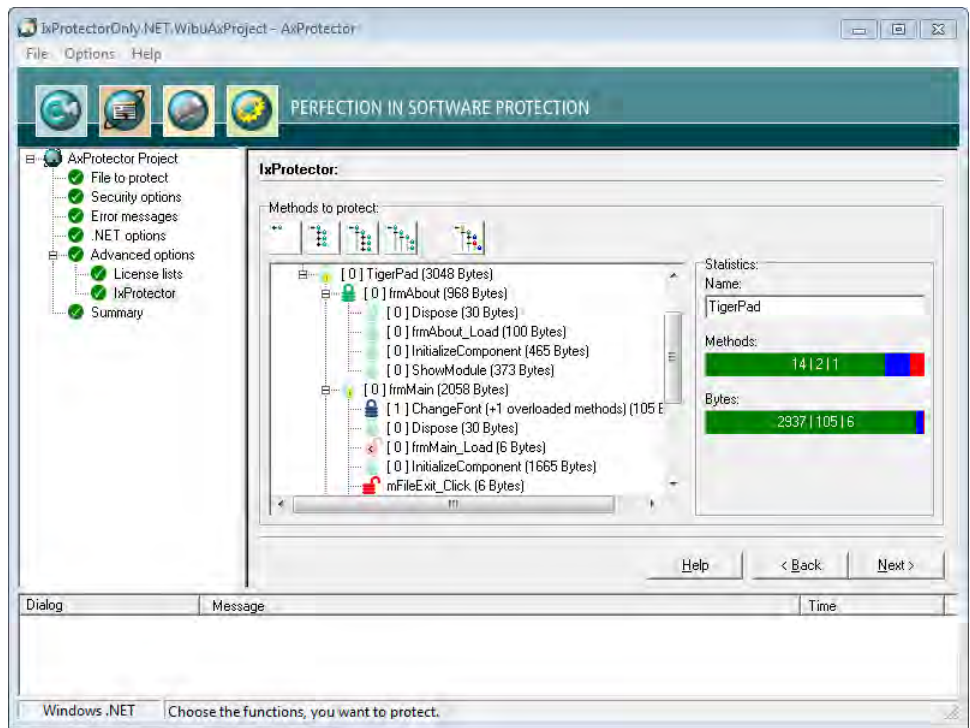 IxProtectorOnly.NET.WibuAxProject - AxProtector
File Options Help
PERFECTION IN SOFTWARE PROTECTION
AxProtector Project
File to protect
Security options
Error messages
.NET options
Advanced options
License lists
IxProtector
Summary
IxProtector:
Methods to protect:
[ 0 ] TigerPad (3048 Bytes)
[ 0 ] frmAbout (968 Bytes)
[ 0 ] Dispose (30 Bytes)
[ 0 ] frmAbout_Load (100 Bytes)
[ 0 ] InitializeComponent (465 Bytes)
[ 0 ] ShowModule (373 Bytes)
[ 0 ] frmMain (2058 Bytes)
[ 1 ] ChangeFont (+1 overloaded methods) (105 E
[ 0 ] Dispose (30 Bytes)
[ 0 ] frmMain_Load (6 Bytes)
[ 0 ] InitializeComponent (1665 Bytes)
mFileExit_Click (6 Bytes)
Statistics:
Name:
TigerPad
Methods:
14 | 2 | 1
Bytes:
2937 | 105 | 6
Help < Back Next >
Dialog Message Time
Windows .NET Choose the functions, you want to protect.